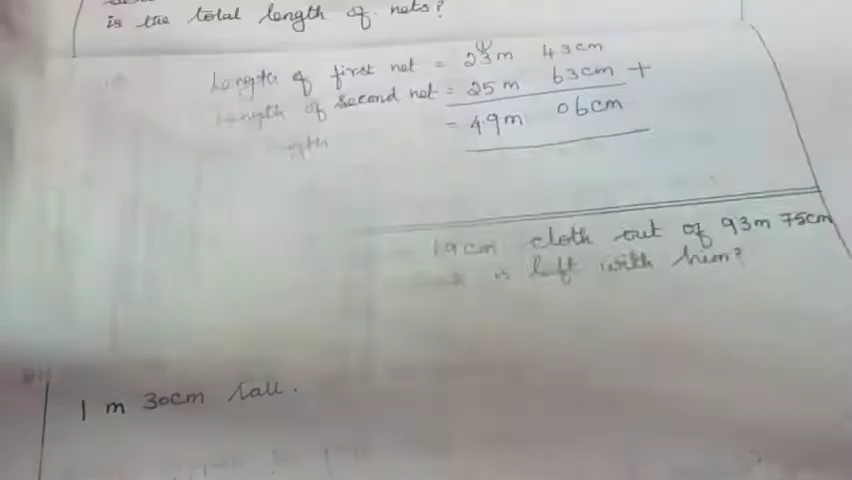 is the total length of nets?
Length of first net = 23m 43cm
Length of second net = 25m 63cm +
= 49m 06cm
19cm cloth out of 93m 75cm
is left with him?
1 m 30cm tall.